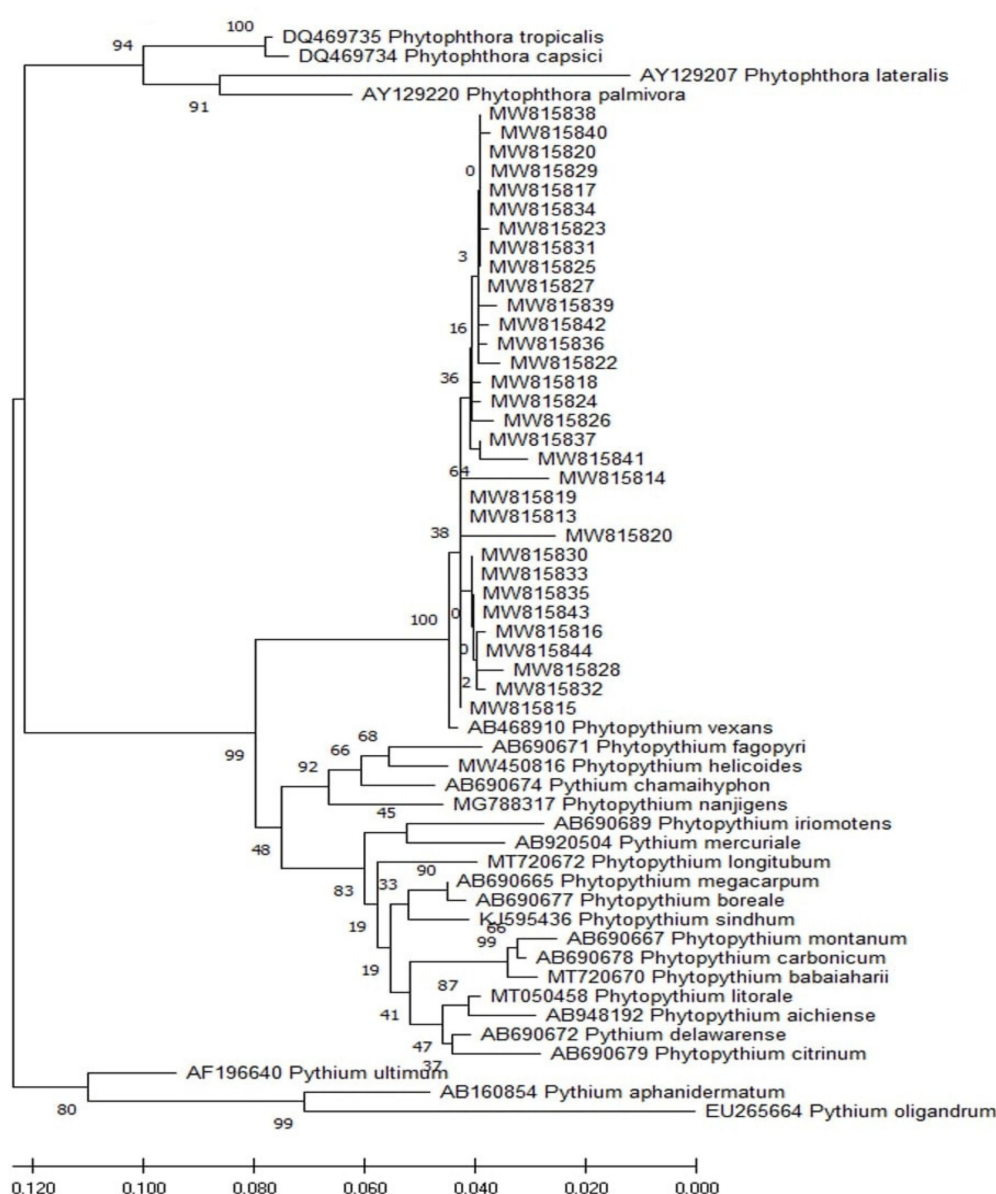 100
DQ469735 Phytophthora tropicalis
94
DQ469734 Phytophthora capsici
AY129207 Phytophthora lateralis
91
AY129220 Phytophthora palmivora
MW815838
MW815840
MW815820
0
MW815829
MW815817
MW815834
MW815823
3
MW815831
MW815825
MW815827
MW815839
16
MW815842
MW815836
MW815822
36
MW815818
MW815824
MW815826
MW815837
MW815841
64
MW815814
MW815819
MW815813
38
MW815820
MW815830
MW815833
MW815835
0
MW815843
100
MW815816
0
MW815844
MW815828
2
MW815832
MW815815
AB468910 Phytopythium vexans
68
AB690671 Phytopythium fagopyri
99
66
MW450816 Phytopythium helicoides
92
AB690674 Pythium chamaihyphon
MG788317 Phytopythium nanjigens
45
AB690689 Phytopythium iriomotens
48
AB920504 Pythium mercuriale
MT720672 Phytopythium longitubum
90
83
33
AB690665 Phytopythium megacarpum
AB690677 Phytopythium boreale
19
KJ595436 Phytopythium sindhum
66
99
AB690667 Phytopythium montanum
19
AB690678 Phytopythium carbonicum
MT720670 Phytopythium babaiaharii
87
MT050458 Phytopythium litorale
41
AB948192 Phytopythium aichiense
AB690672 Pythium delawarense
47
AB690679 Phytopythium citrinum
37
AF196640 Pythium ultimum
AB160854 Pythium aphanidermatum
80
99
EU265664 Pythium oligandrum
0.120 0.100 0.080 0.060 0.040 0.020 0.000